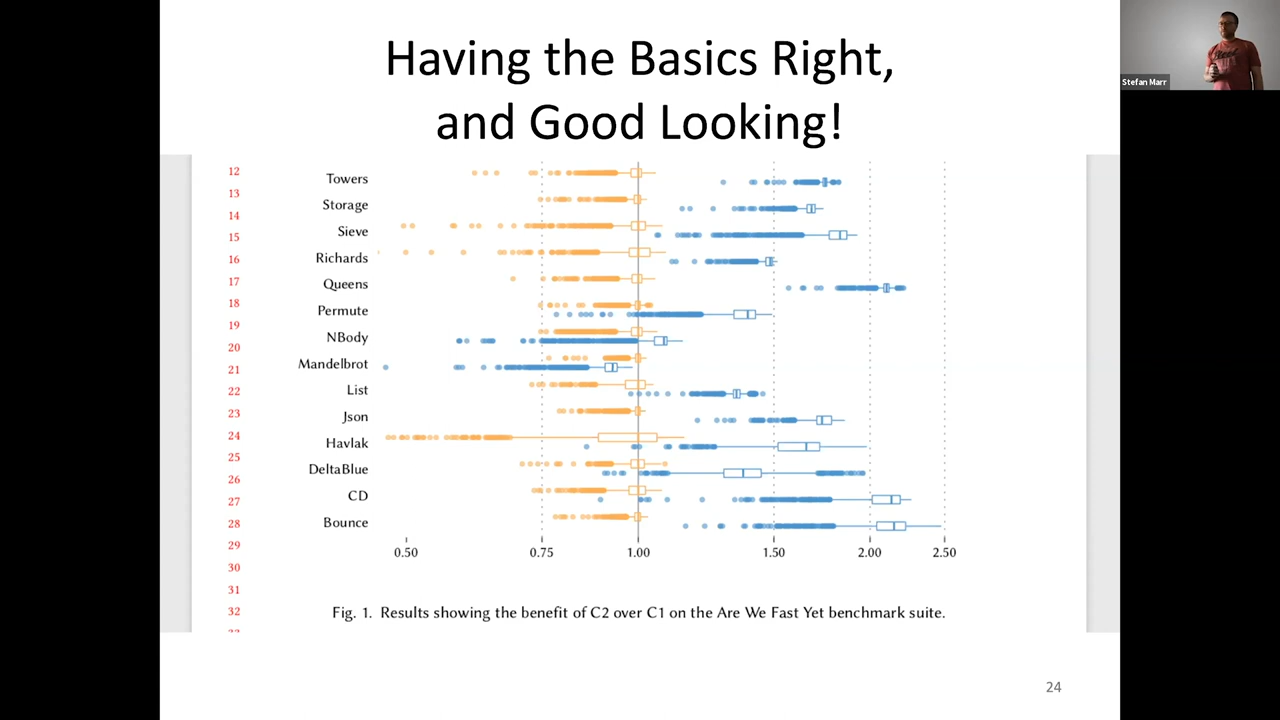 Having the Basics Right,
and Good Looking!
Stefan Marr
12
Towers
13
Storage
14
Sieve
15
Richards
16
Queens
17
Permute
18
NBody
19
Mandelbrot
20
List
21
Json
22
Havlak
23
DeltaBlue
24
CD
25
Bounce
26
27
28
29
30
31
32
0.50 0.75 1.00 1.50 2.00 2.50
Fig. 1. Results showing the benefit of C2 over C1 on the Are We Fast Yet benchmark suite.
24